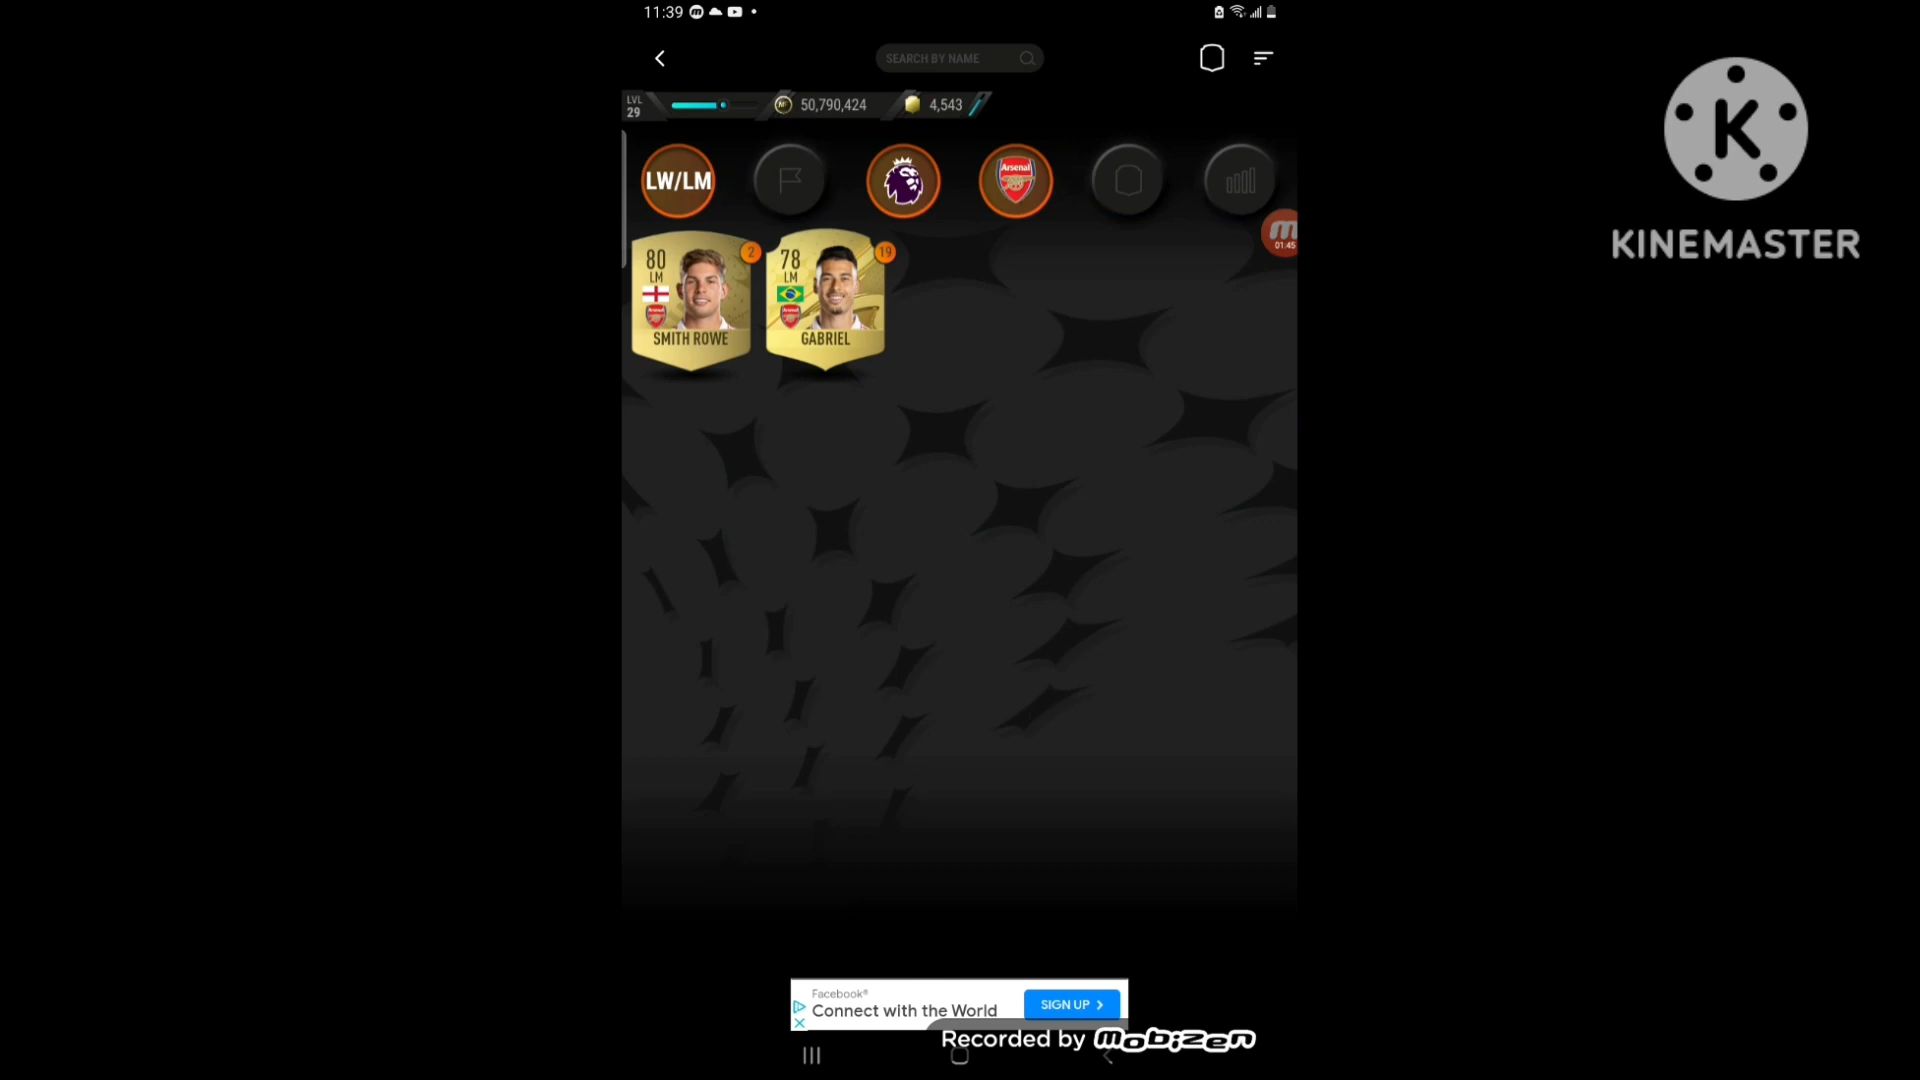 11:39
SEARCH BY NAME
LVL
29
50,790,424
4,543
LW/LM
Arsenal
01:45
80
LM
2
SMITH ROWE
78
LM
19
GABRIEL
K
KINEMASTER
Facebook®
Connect with the World
SIGN UP
Recorded by mobizen